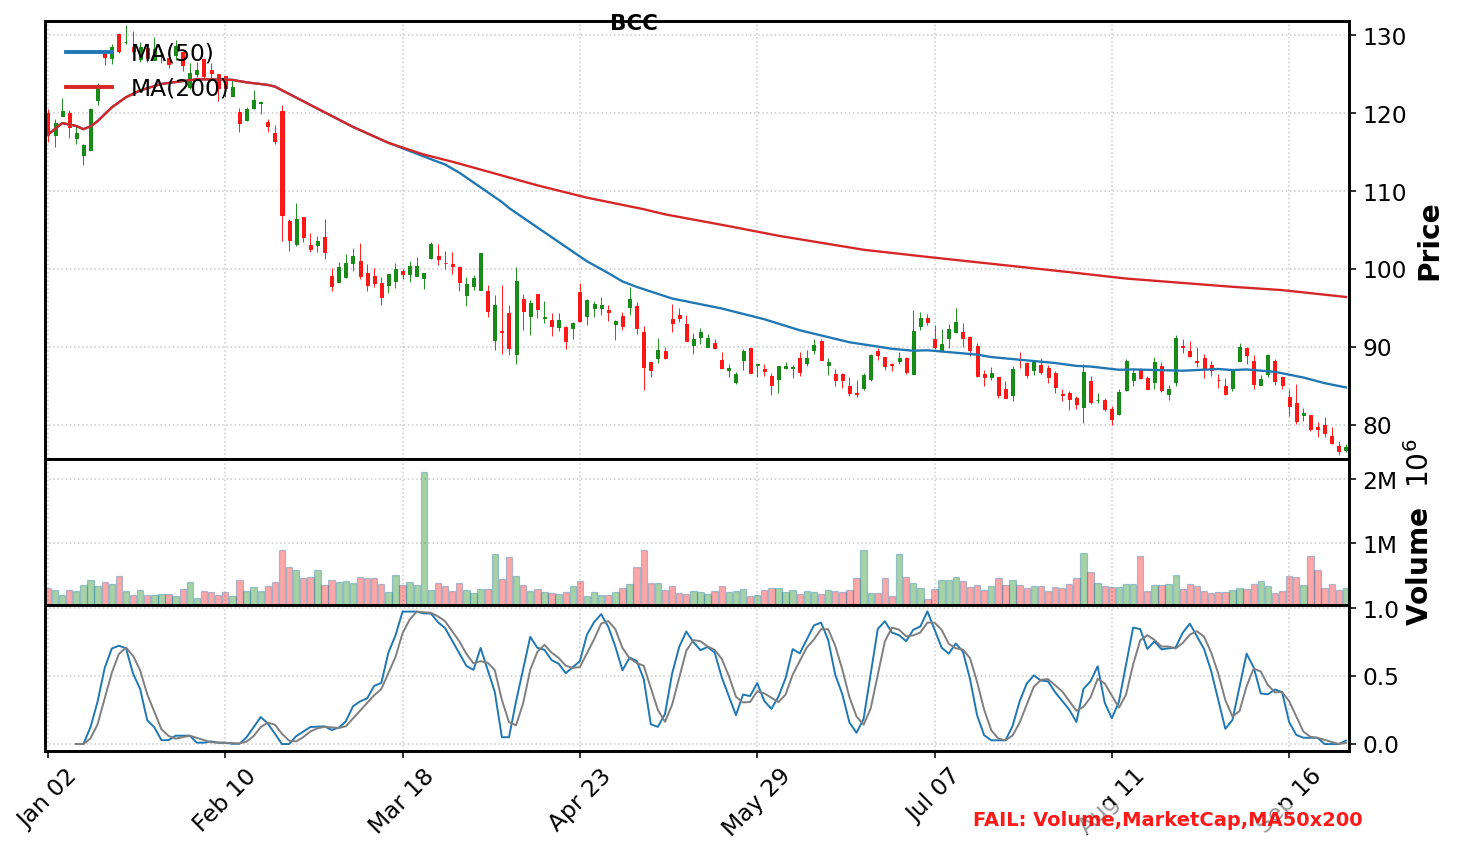 BCC
MA(50)
MA(200)
130
120
110
100
90
80
Price
2M
1M
Volume 10⁶
1.0
0.5
0.0
Jan 02
Feb 10
Mar 18
Apr 23
May 29
Jul 07
Aug 11
Sep 16
FAIL: Volume,MarketCap,MA50x200